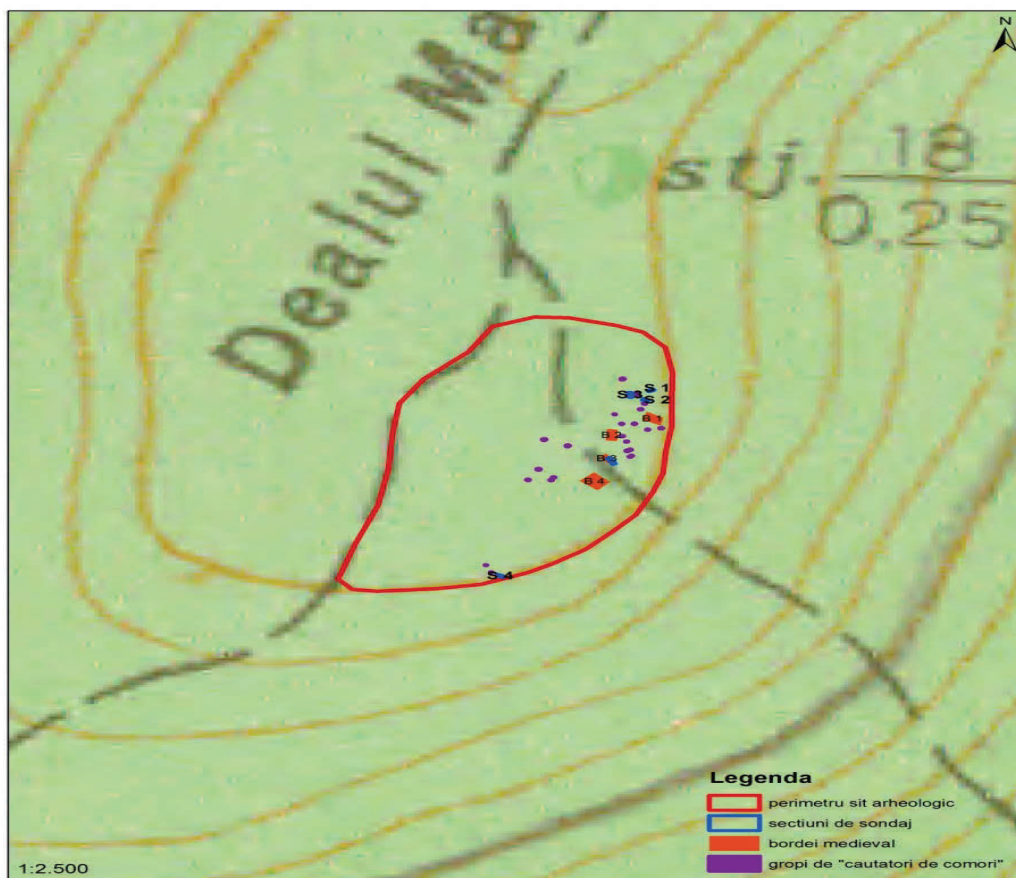 N
Dealul Ma
stj 18
0.25
S 1
S 3
S 2
B 1
B 2
B 3
B 4
S 4
Legenda
perimetru sit arheologic
sectiuni de sondaj
bordei medieval
gropi de "cautatori de comori"
1:2.500